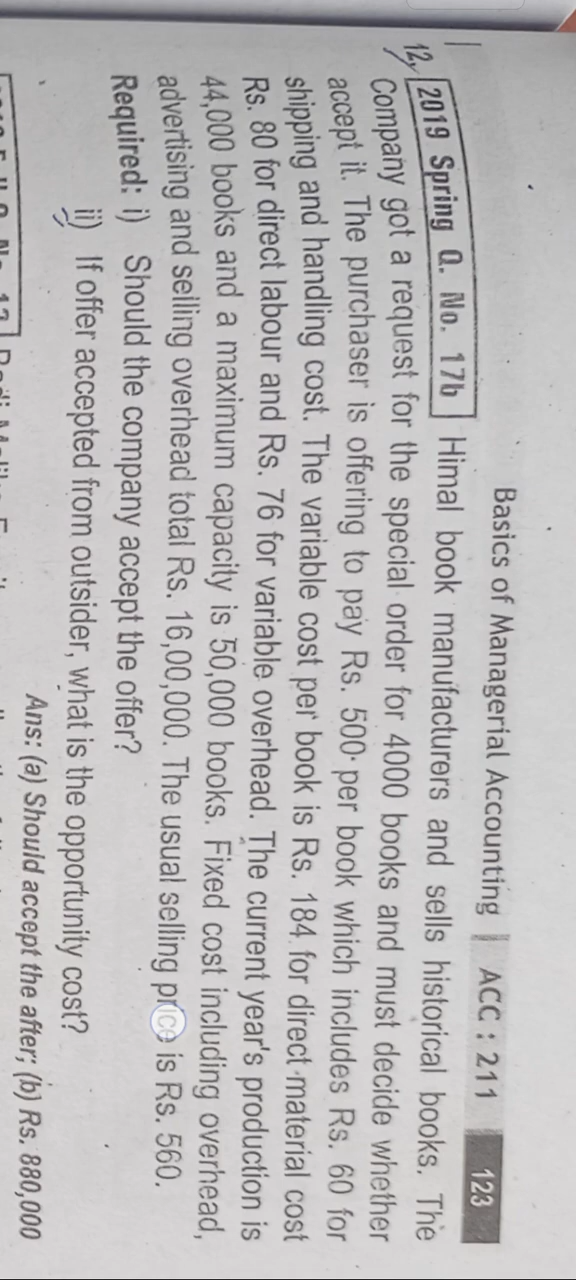 Basics of Managerial Accounting | ACC : 211 123
12, 2019 Spring Q. No. 17b Himal book manufacturers and sells historical books. The
Company got a request for the special order for 4000 books and must decide whether
accept it. The purchaser is offering to pay Rs. 500 per book which includes Rs. 60 for
shipping and handling cost. The variable cost per book is Rs. 184 for direct material cost
Rs. 80 for direct labour and Rs. 76 for variable overhead. The current year's production is
44,000 books and a maximum capacity is 50,000 books. Fixed cost including overhead,
advertising and selling overhead total Rs. 16,00,000. The usual selling price is Rs. 560.
Required: i) Should the company accept the offer?
ii) If offer accepted from outsider, what is the opportunity cost?
Ans: (a) Should accept the after; (b) Rs. 880,000